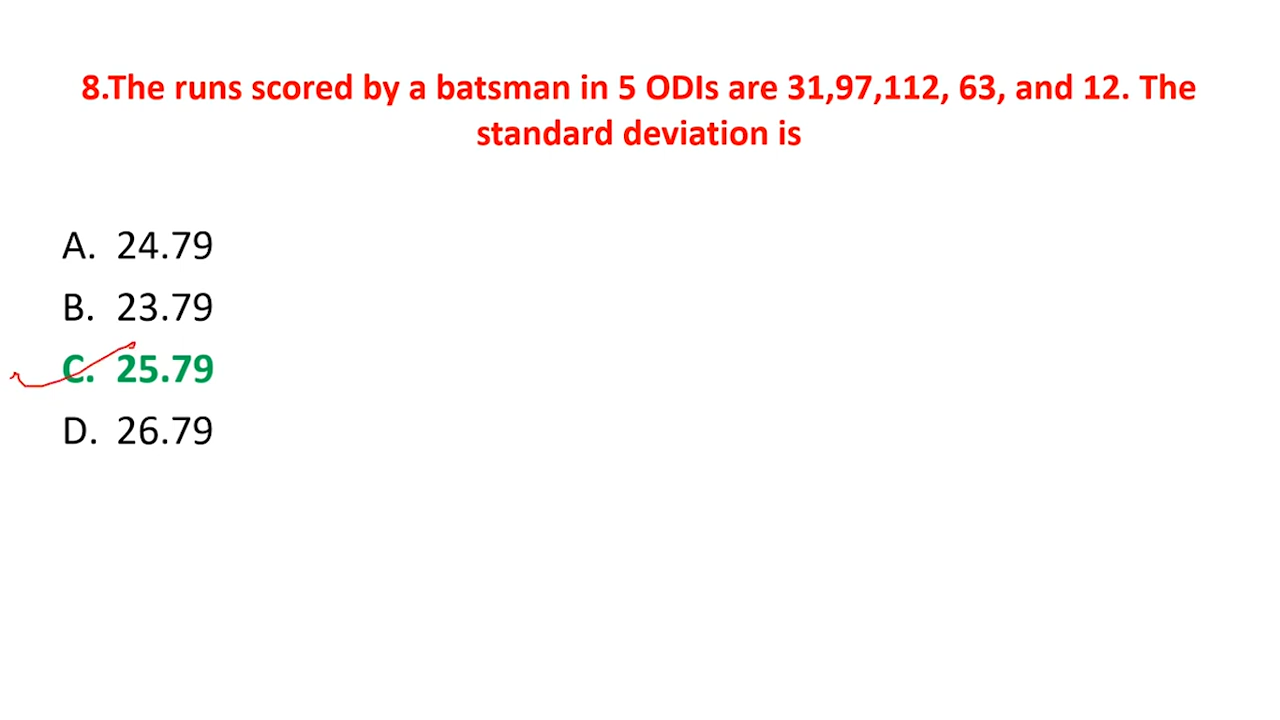 8.The runs scored by a batsman in 5 ODIs are 31,97,112, 63, and 12. The
standard deviation is
A. 24.79
B. 23.79
C. 25.79
D. 26.79